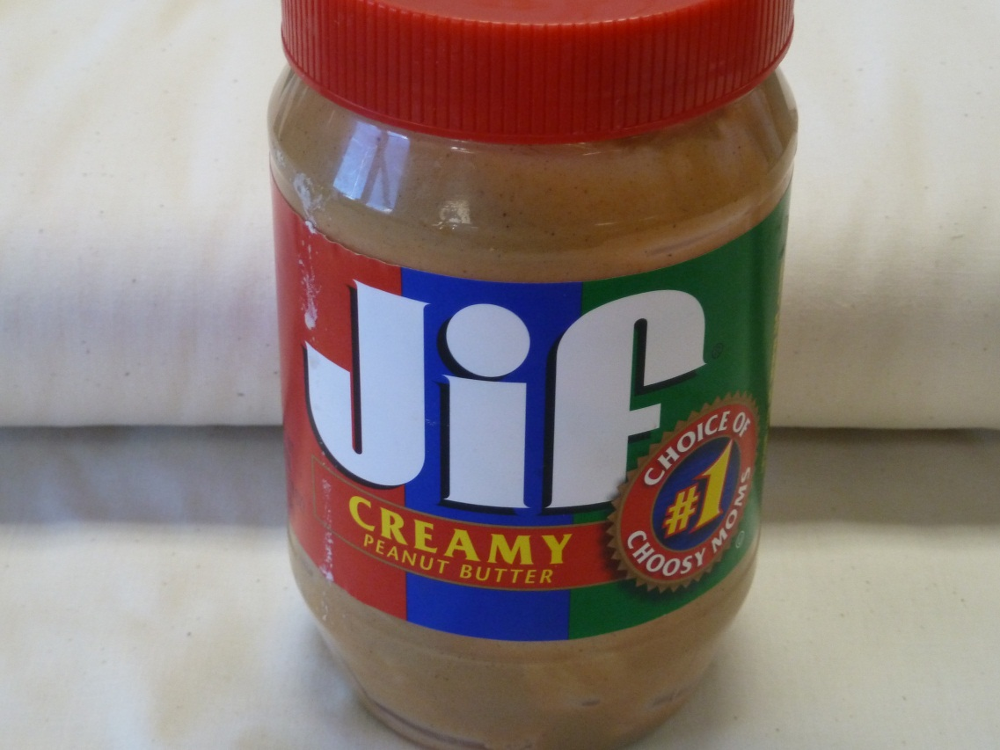 Jif®
CREAMY
PEANUT BUTTER
CHOICE OF
#1
CHOOSY MOMS
©